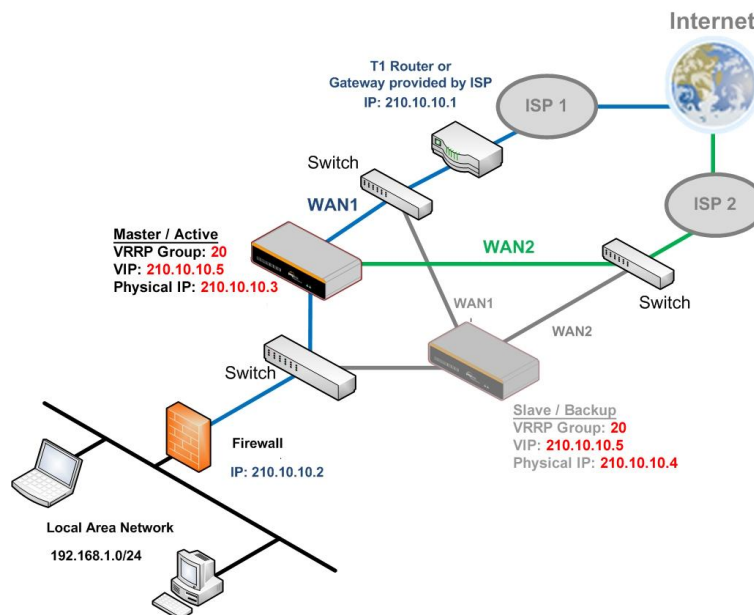 Internet
T1 Router or
Gateway provided by ISP
IP: 210.10.10.1
ISP 1
Switch
WAN1
ISP 2
Master / Active
VRRP Group: 20
VIP: 210.10.10.5
Physical IP: 210.10.10.3
WAN2
Switch
WAN1
WAN2
Switch
Slave / Backup
VRRP Group: 20
VIP: 210.10.10.5
Physical IP: 210.10.10.4
Firewall
IP: 210.10.10.2
Local Area Network
192.168.1.0/24